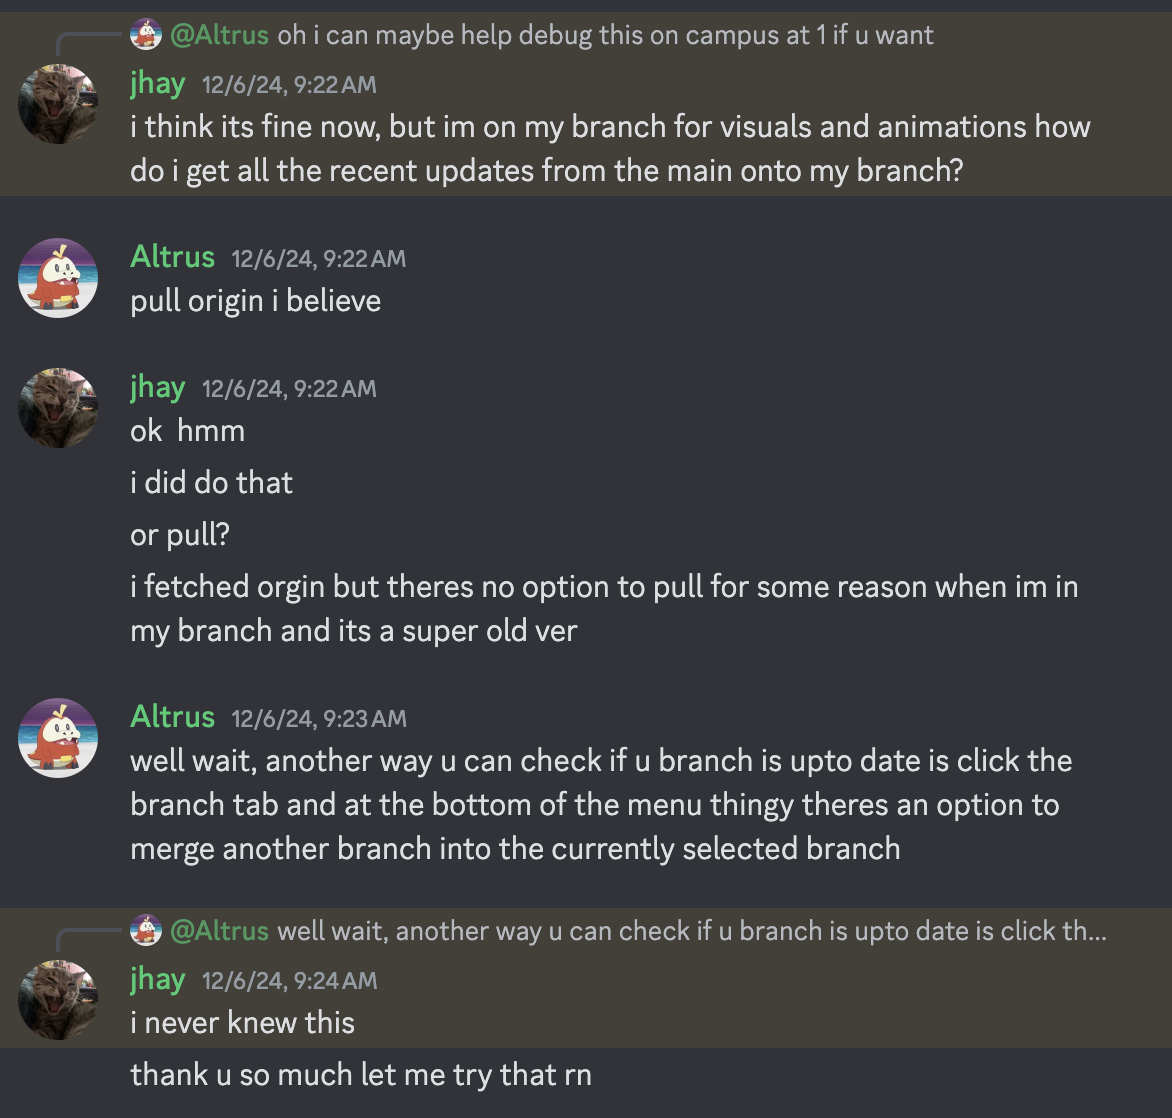 @Altrus oh i can maybe help debug this on campus at 1 if u want
jhay 12/6/24, 9:22 AM
i think its fine now, but im on my branch for visuals and animations how
do i get all the recent updates from the main onto my branch?
Altrus 12/6/24, 9:22 AM
pull origin i believe
jhay 12/6/24, 9:22 AM
ok  hmm
i did do that
or pull?
i fetched orgin but theres no option to pull for some reason when im in
my branch and its a super old ver
Altrus 12/6/24, 9:23 AM
well wait, another way u can check if u branch is upto date is click the
branch tab and at the bottom of the menu thingy theres an option to
merge another branch into the currently selected branch
@Altrus well wait, another way u can check if u branch is upto date is click th...
jhay 12/6/24, 9:24 AM
i never knew this
thank u so much let me try that rn